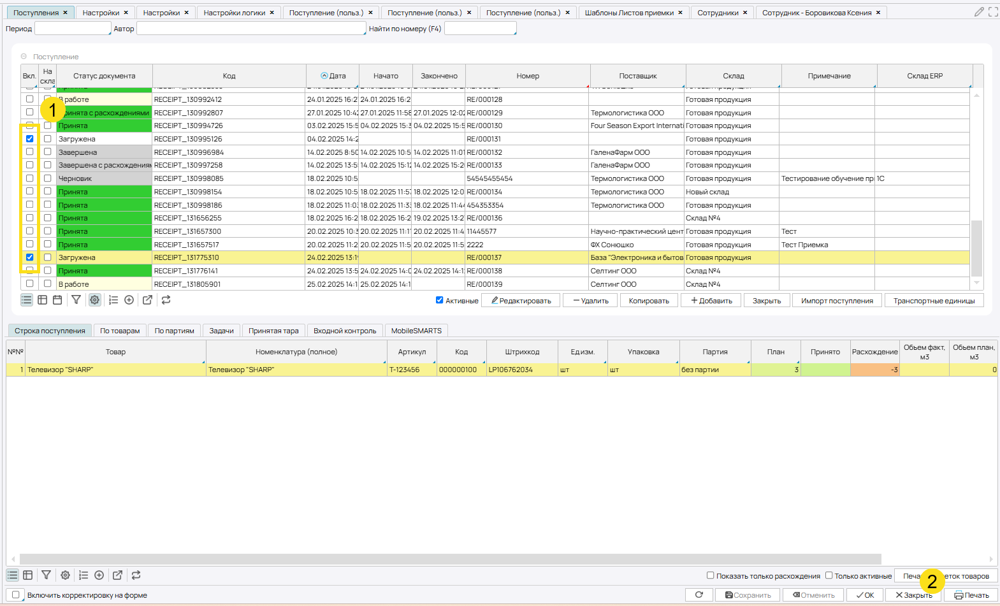 Поступления × Настройки × Настройки × Настройки логики × Поступление (польз.) × Поступление (польз.) × Поступление (польз.) × Шаблоны Листов приемки × Сотрудники × Сотрудник - Боровикова Ксения ×
Период Автор Найти по номеру (F4)
Поступление
Вкл. На скла Статус документа Код Дата Начато Закончено Номер Поставщик Склад Примечание Склад ERP
В работе RECEIPT_130992412 24.01.2025 16:2 24.01.2025 16:2 RE/000128 Готовая продукция
1
RECEIPT_130992807 27.01.2025 10:42 27.01.2025 11:58 27.01.2025 12:02 RE/000129 Термологистика ООО Готовая продукция
Принята RECEIPT_130994726 03.02.2025 15:5 04.02.2025 15:3 04.02.2025 15:5 RE/000130 Four Season Export Internati Готовая продукция
Загружена RECEIPT_130995126 04.02.2025 14:2 RE/000131 Готовая продукция
Завершена RECEIPT_130996984 14.02.2025 8:50 14.02.2025 10:5 14.02.2025 11:01 RE/000132 ГаленаФарм ООО Готовая продукция
Завершена с расхождениям RECEIPT_130997258 14.02.2025 13:5 14.02.2025 15:12 14.02.2025 15:2 RE/000133 ГаленаФарм ООО Готовая продукция
Черновик RECEIPT_130998085 18.02.2025 10:5 54545455454 Термологистика ООО Готовая продукция Тестирование обучение пр 1С
Принята RECEIPT_130998154 18.02.2025 10:5 18.02.2025 11:57 18.02.2025 12:0 RE/000134 Термологистика ООО Новый склад
Принята RECEIPT_130998186 18.02.2025 11:03 18.02.2025 11:33 18.02.2025 11:44 454353354 Термологистика ООО Готовая продукция
Принята RECEIPT_131656255 18.02.2025 16:2 18.02.2025 16:2 19.02.2025 13:2 RE/000136 Склад №4
Принята RECEIPT_131657300 20.02.2025 10:3 20.02.2025 11:1 20.02.2025 11:4 11445577 Научно-практический цент Готовая продукция Тест
Принята RECEIPT_131657517 20.02.2025 11:2 20.02.2025 11:5 20.02.2025 11:5 2222 ФХ Сонюшко Готовая продукция Тест Приемка
Загружена RECEIPT_131775310 24.02.2025 13:1 RE/000137 База "Электроника и бытов Готовая продукция
Принята RECEIPT_131776141 24.02.2025 13:5 24.02.2025 14:0 24.02.2025 14:1 RE/000138 Селтинг ООО Склад №4
В работе RECEIPT_131805901 25.02.2025 14:1 25.02.2025 14:1 RE/000139 Селтинг ООО Склад №4
Активные Редактировать Удалить Копировать Добавить Закрыть Импорт поступления Транспортные единицы
Строка поступления По товарам По партиям Задачи Принятая тара Входной контроль MobileSMARTS
№№ Товар Номенклатура (полное) Артикул Код Штрихкод Ед.изм. Упаковка Партия План Принято Расхождение Объем факт, м3 Объем план, м3
1 Телевизор "SHARP" Телевизор "SHARP" Т-123456 000000100 LP106762034 шт шт без партии 3 -3 0
Показать только расхождения Только активные Печа 2 еток товаров
Включить корректировку на форме Сохранить Отменить OK Закрыть Печать